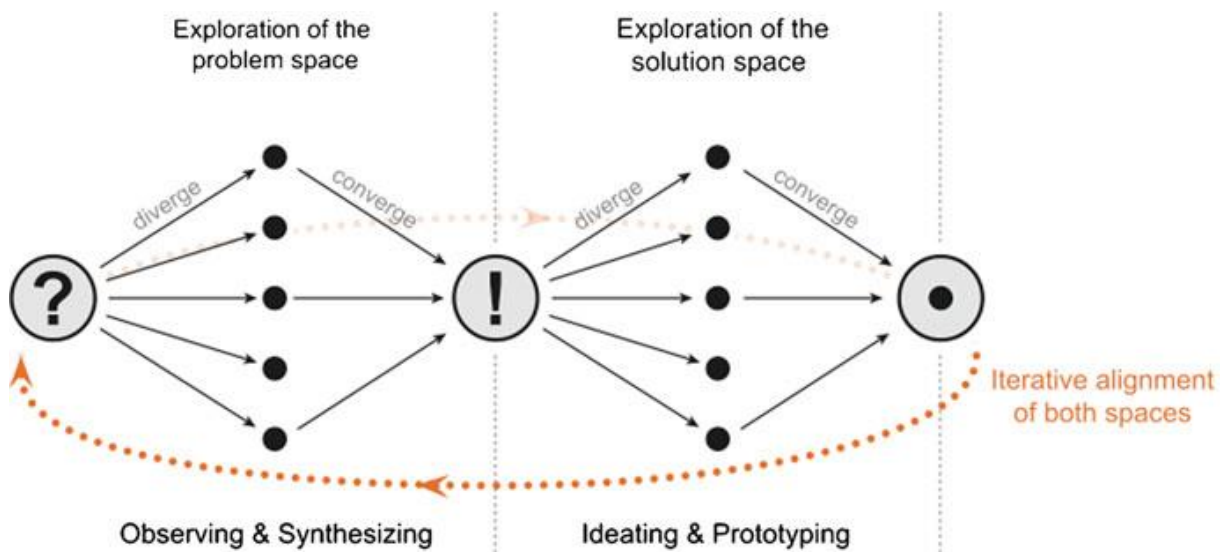 Exploration of the
problem space
Exploration of the
solution space
diverge
converge
diverge
converge
?
!
Iterative alignment
of both spaces
Observing & Synthesizing
Ideating & Prototyping